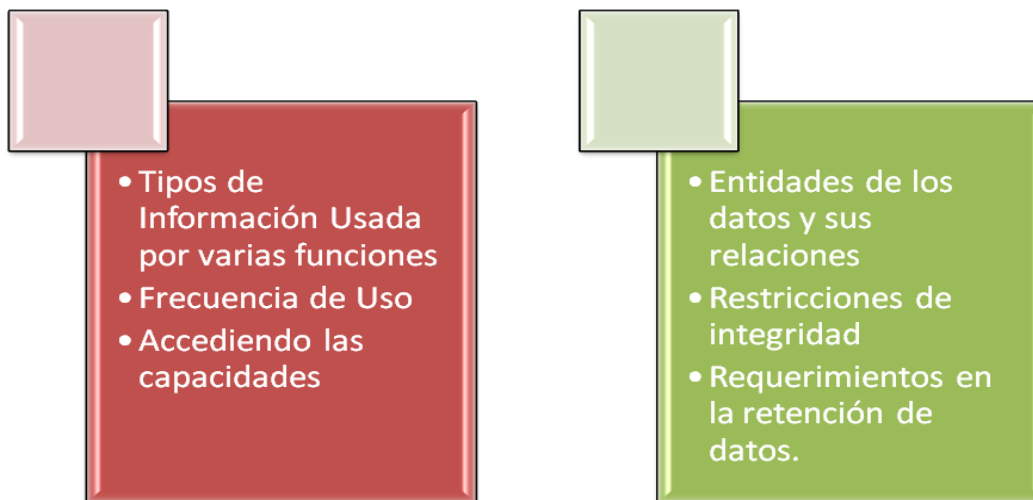 • Tipos de
Información Usada
por varias funciones
• Frecuencia de Uso
• Accediendo las
capacidades
• Entidades de los
datos y sus
relaciones
• Restricciones de
integridad
• Requerimientos en
la retención de
datos.